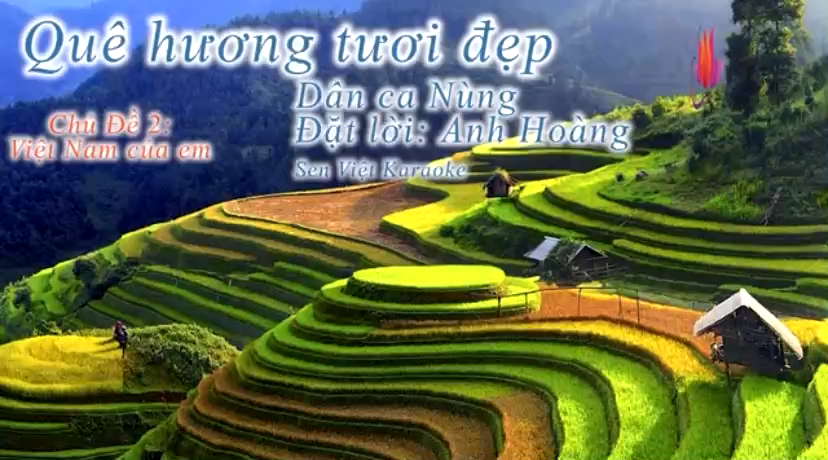 Quê hương tươi đẹp
Dân ca Nùng
Đặt lời: Anh Hoàng
Chủ Đề 2:
Việt Nam của em
Sen Việt Karaoke